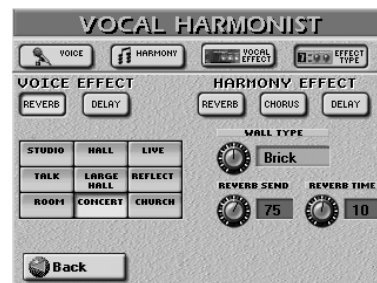 VOCAL HARMONIST
VOICE
HARMONY
VOCAL EFFECT
EFFECT TYPE
VOICE EFFECT
REVERB
DELAY
STUDIO
HALL
LIVE
TALK
LARGE HALL
REFLECT
ROOM
CONCERT
CHURCH
HARMONY EFFECT
REVERB
CHORUS
DELAY
WALL TYPE
Brick
REVERB SEND
REVERB TIME
75
10
Back